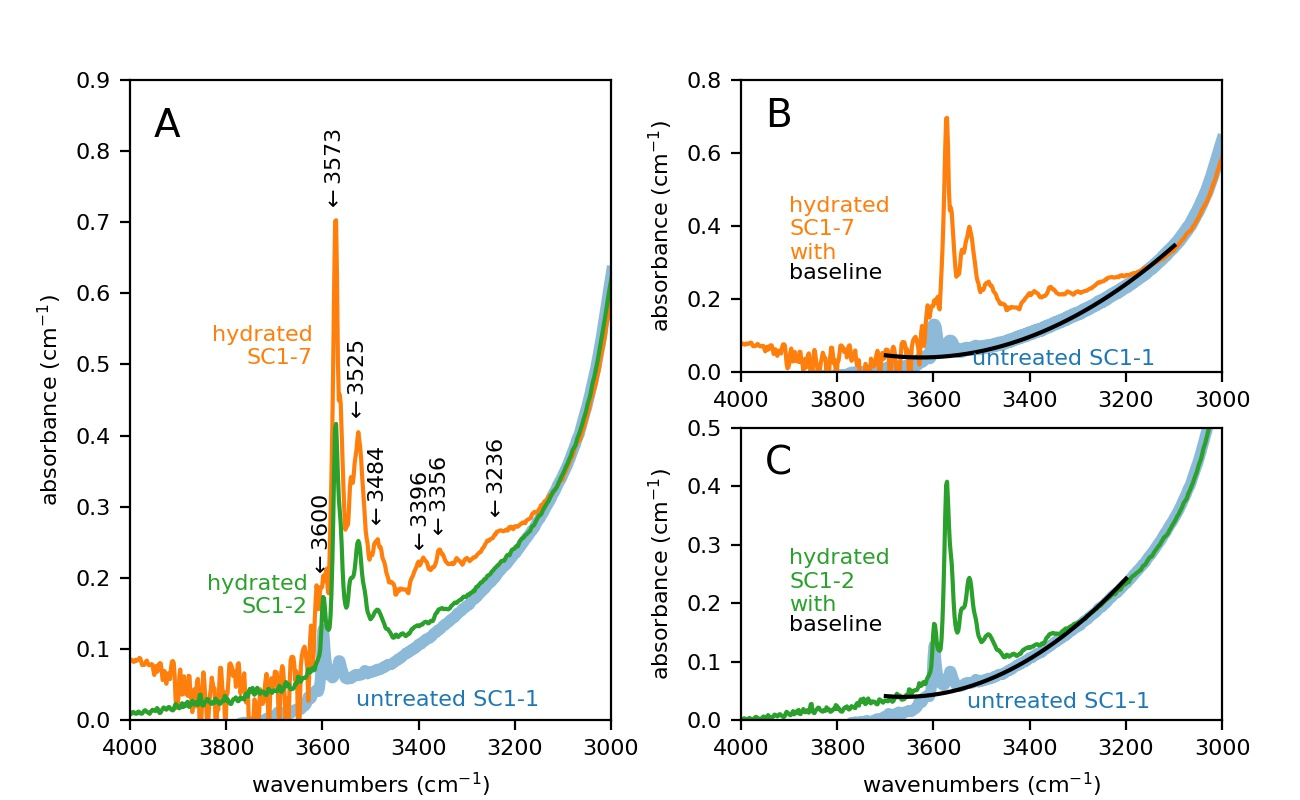 A
0.9
0.8
0.7
0.6
0.5
0.4
0.3
0.2
0.1
0.0
absorbance (cm⁻¹)
4000 3800 3600 3400 3200 3000
wavenumbers (cm⁻¹)
hydrated
SC1-7
hydrated
SC1-2
untreated SC1-1
← 3600
← 3573
← 3525
← 3484
← 3396
← 3356
← 3236
B
0.8
0.6
0.4
0.2
0.0
absorbance (cm⁻¹)
hydrated
SC1-7
with
baseline
untreated SC1-1
4000 3800 3600 3400 3200 3000
C
0.5
0.4
0.3
0.2
0.1
0.0
absorbance (cm⁻¹)
hydrated
SC1-2
with
baseline
untreated SC1-1
4000 3800 3600 3400 3200 3000
wavenumbers (cm⁻¹)